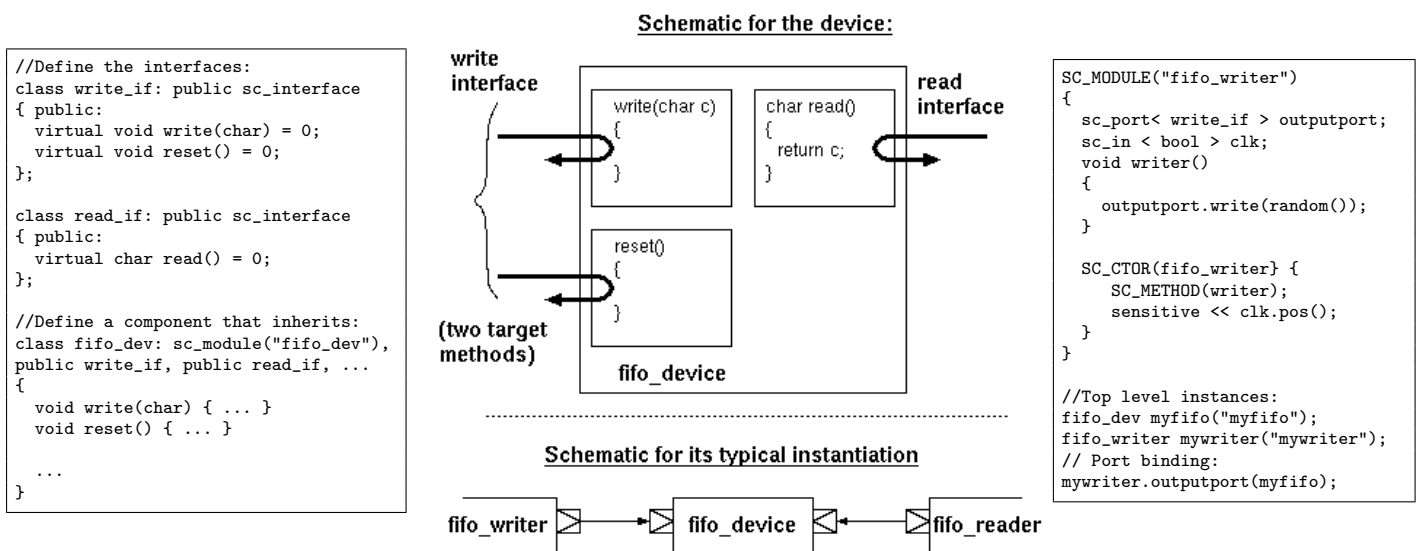 //Define the interfaces:
class write_if: public sc_interface
{ public:
  virtual void write(char) = 0;
  virtual void reset() = 0;
};

class read_if: public sc_interface
{ public:
  virtual char read() = 0;
};

//Define a component that inherits:
class fifo_dev: sc_module("fifo_dev"),
public write_if, public read_if, ...
{
  void write(char) { ... }
  void reset() { ... }

  ...
}
Schematic for the device:
write
interface
write(char c)
{
}
char read()
{
  return c;
}
read
interface
reset()
{
}
(two target
methods)
fifo_device
Schematic for its typical instantiation
fifo_writer
fifo_device
fifo_reader
SC_MODULE("fifo_writer")
{
  sc_port< write_if > outputport;
  sc_in < bool > clk;
  void writer()
  {
    outputport.write(random());
  }

  SC_CTOR(fifo_writer} {
     SC_METHOD(writer);
     sensitive << clk.pos();
  }
}

//Top level instances:
fifo_dev myfifo("myfifo");
fifo_writer mywriter("mywriter");
// Port binding:
mywriter.outputport(myfifo);